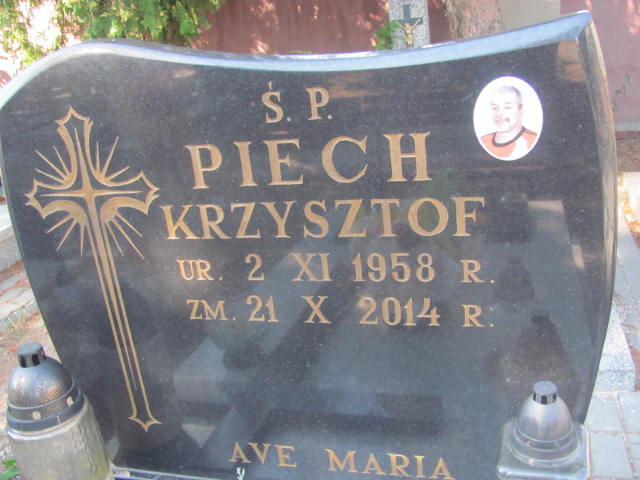 Ś. P.
PIECH
KRZYSZTOF
UR. 2 XI 1958 R.
ZM. 21 X 2014 R.
AVE MARIA